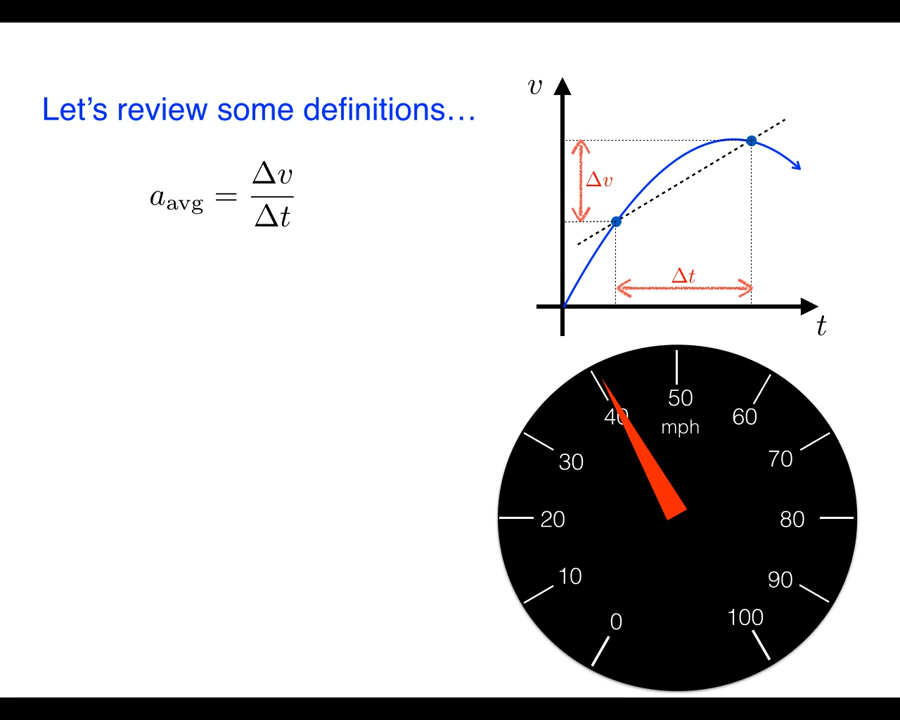 Let's review some definitions…
a_avg = Δv/Δt
v
Δv
Δt
t
50
mph
40
60
30
70
20
80
10
90
0
100